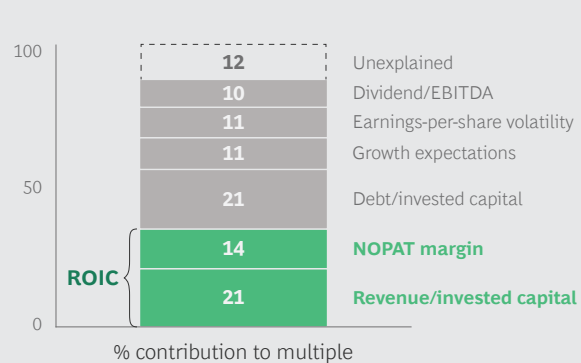 100
50
0
12 Unexplained
10 Dividend/EBITDA
11 Earnings-per-share volatility
11 Growth expectations
21 Debt/invested capital
14 NOPAT margin
ROIC
21 Revenue/invested capital
% contribution to multiple